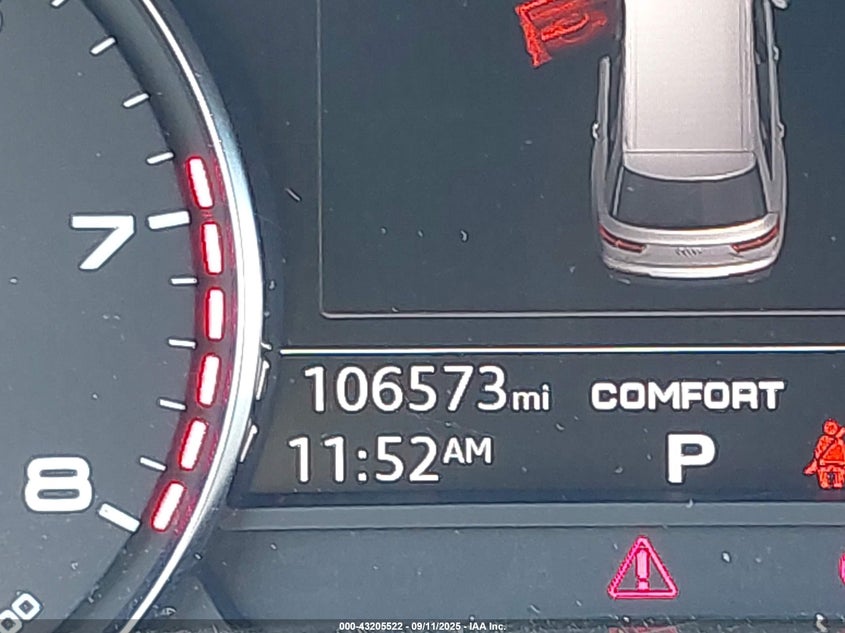 7
106573mi COMFORT
11:52AM P
8
000-43205522 - 09/11/2025 - IAA Inc.